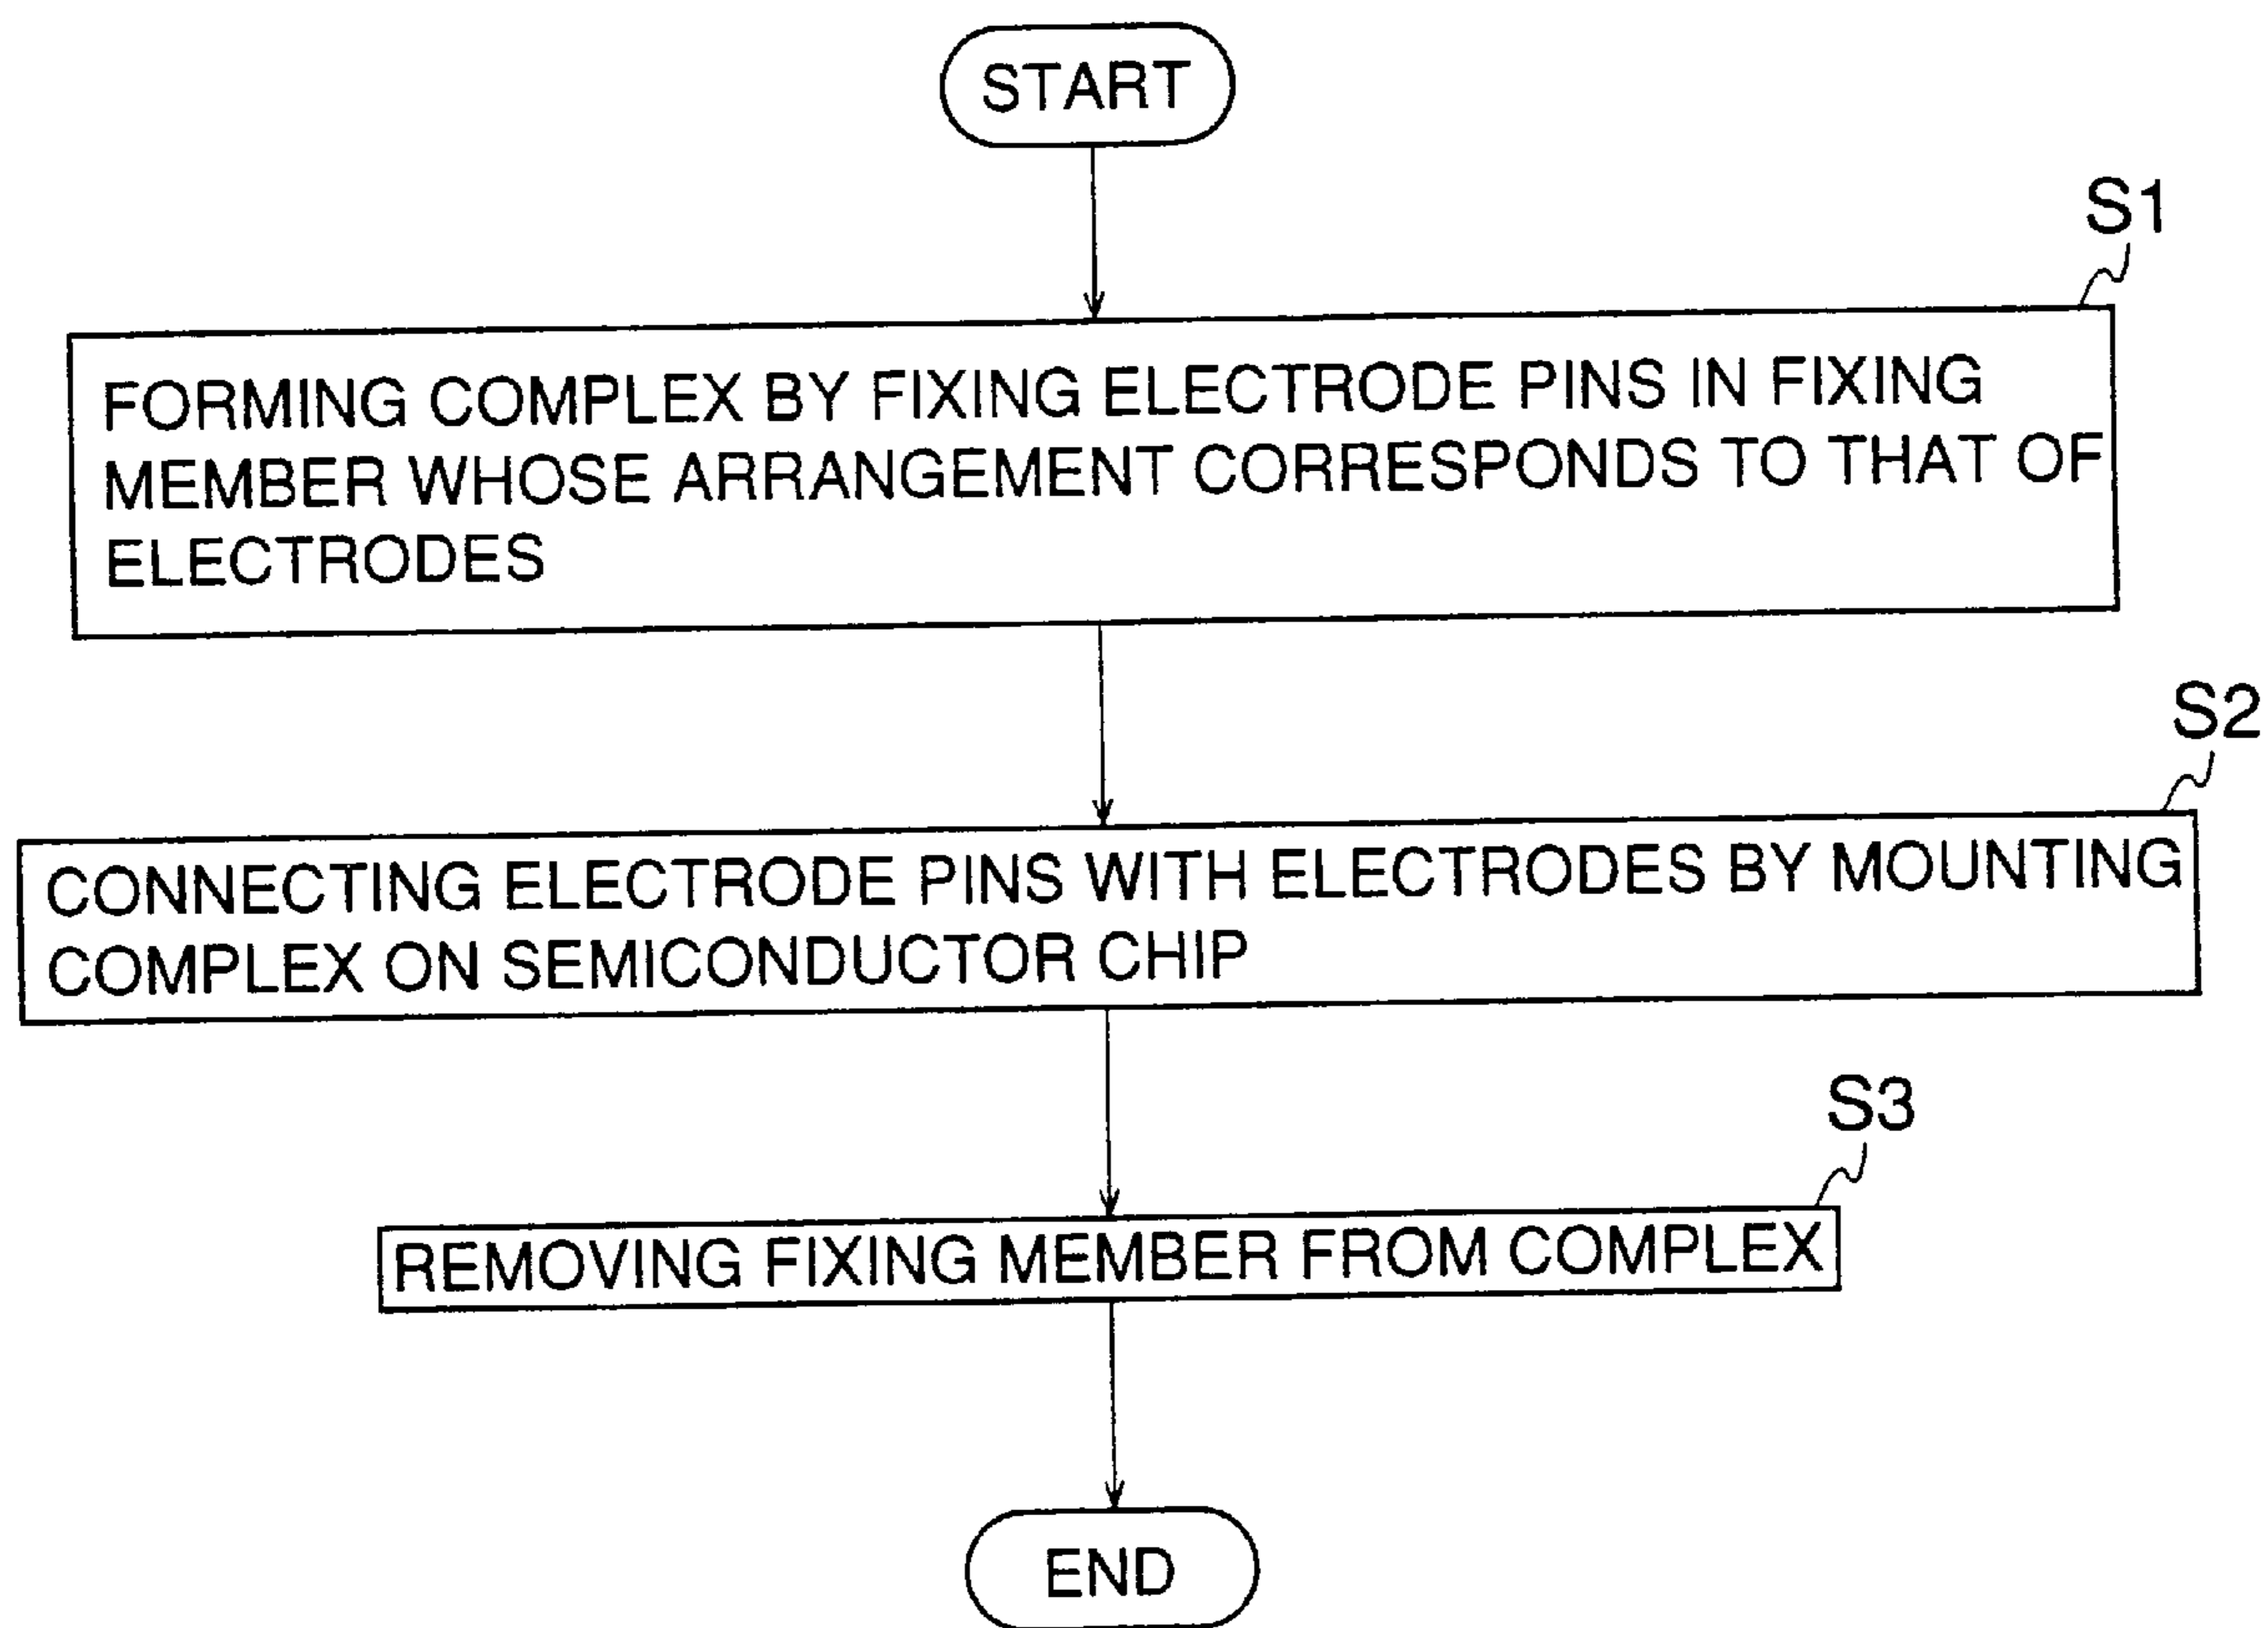 START
S1
FORMING COMPLEX BY FIXING ELECTRODE PINS IN FIXING
MEMBER WHOSE ARRANGEMENT CORRESPONDS TO THAT OF
ELECTRODES
S2
CONNECTING ELECTRODE PINS WITH ELECTRODES BY MOUNTING
COMPLEX ON SEMICONDUCTOR CHIP
S3
REMOVING FIXING MEMBER FROM COMPLEX
END